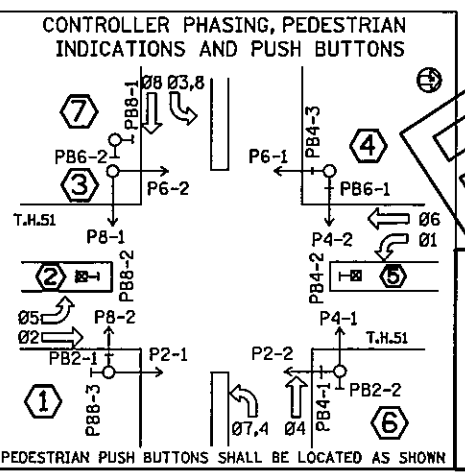 CONTROLLER PHASING, PEDESTRIAN
INDICATIONS AND PUSH BUTTONS
Ø8 Ø3,8
7
PB8-1
PB4-3
4
PB6-2
P6-1
3
P6-2
PB6-1
T.H.51
P8-1
P4-2
Ø6
Ø1
2
PB8-2
PB4-2
5
Ø5
P8-2
P4-1
Ø2
T.H.51
PB2-1
P2-1
P2-2
1
PB8-3
PB4-1
PB2-2
Ø7,4
Ø4
6
PEDESTRIAN PUSH BUTTONS SHALL BE LOCATED AS SHOWN